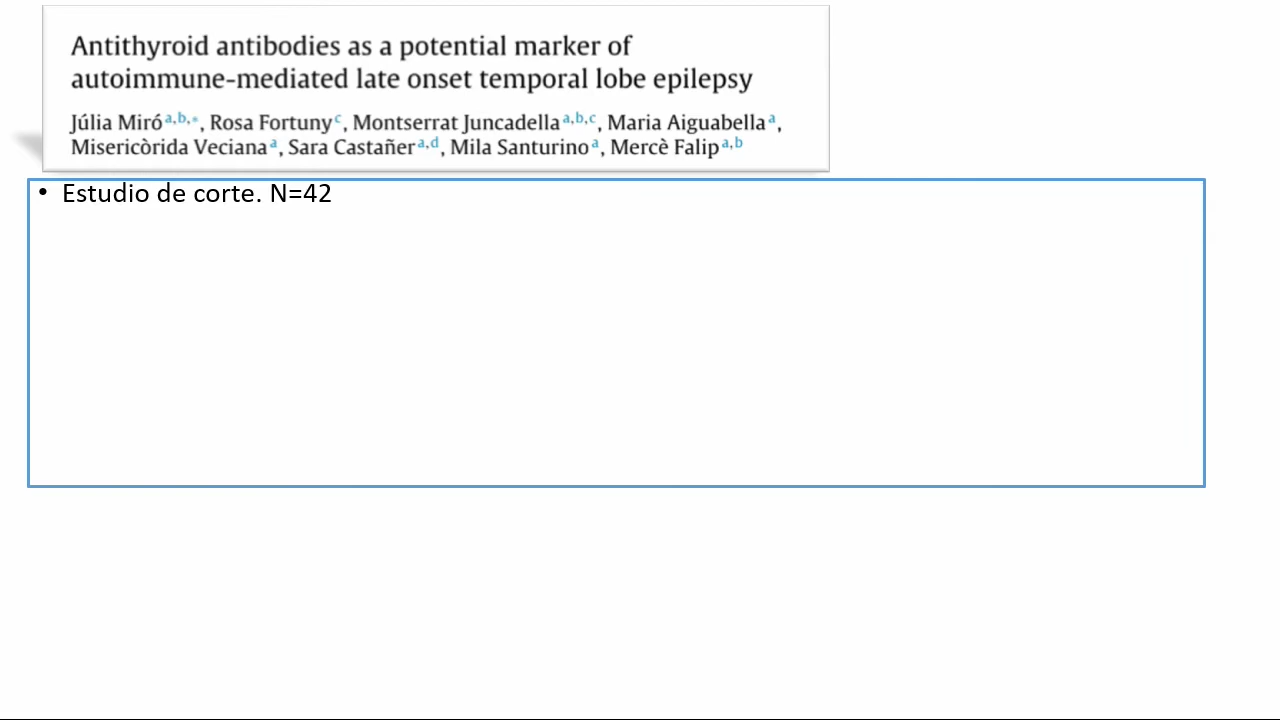 Antithyroid antibodies as a potential marker of
autoimmune-mediated late onset temporal lobe epilepsy
Júlia Miró a,b,*, Rosa Fortuny c, Montserrat Juncadella a,b,c, Maria Aiguabella a,
Misericòrida Veciana a, Sara Castañer a,d, Mila Santurino a, Mercè Falip a,b
• Estudio de corte. N=42